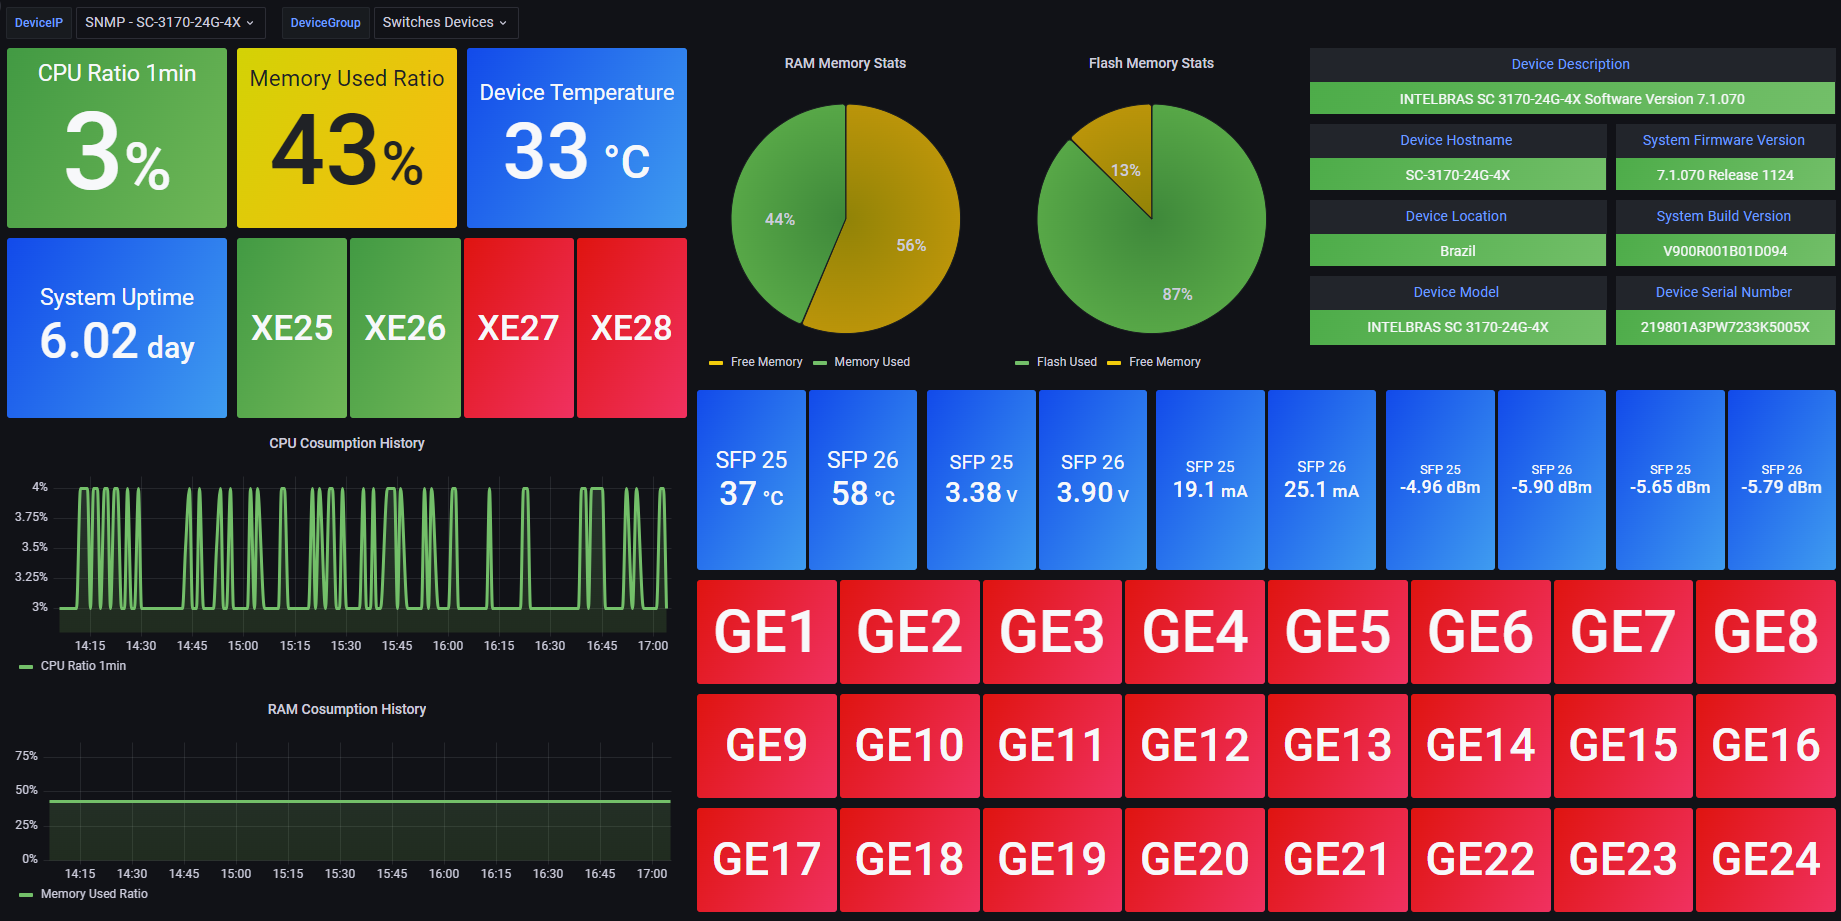 DeviceIP
SNMP - SC-3170-24G-4X
DeviceGroup
Switches Devices
CPU Ratio 1min
3%
Memory Used Ratio
43%
Device Temperature
33 °C
System Uptime
6.02 day
XE25
XE26
XE27
XE28
CPU Cosumption History
4%
3.75%
3.5%
3.25%
3%
14:15 14:30 14:45 15:00 15:15 15:30 15:45 16:00 16:15 16:30 16:45 17:00
CPU Ratio 1min
RAM Cosumption History
75%
50%
25%
0%
14:15 14:30 14:45 15:00 15:15 15:30 15:45 16:00 16:15 16:30 16:45 17:00
Memory Used Ratio
RAM Memory Stats
44%
56%
Free Memory Memory Used
Flash Memory Stats
13%
87%
Flash Used Free Memory
Device Description
INTELBRAS SC 3170-24G-4X Software Version 7.1.070
Device Hostname
SC-3170-24G-4X
System Firmware Version
7.1.070 Release 1124
Device Location
Brazil
System Build Version
V900R001B01D094
Device Model
INTELBRAS SC 3170-24G-4X
Device Serial Number
219801A3PW7233K5005X
SFP 25
37 °C
SFP 26
58 °C
SFP 25
3.38 V
SFP 26
3.90 V
SFP 25
19.1 mA
SFP 26
25.1 mA
SFP 25
-4.96 dBm
SFP 26
-5.90 dBm
SFP 25
-5.65 dBm
SFP 26
-5.79 dBm
GE1 GE2 GE3 GE4 GE5 GE6 GE7 GE8
GE9 GE10 GE11 GE12 GE13 GE14 GE15 GE16
GE17 GE18 GE19 GE20 GE21 GE22 GE23 GE24